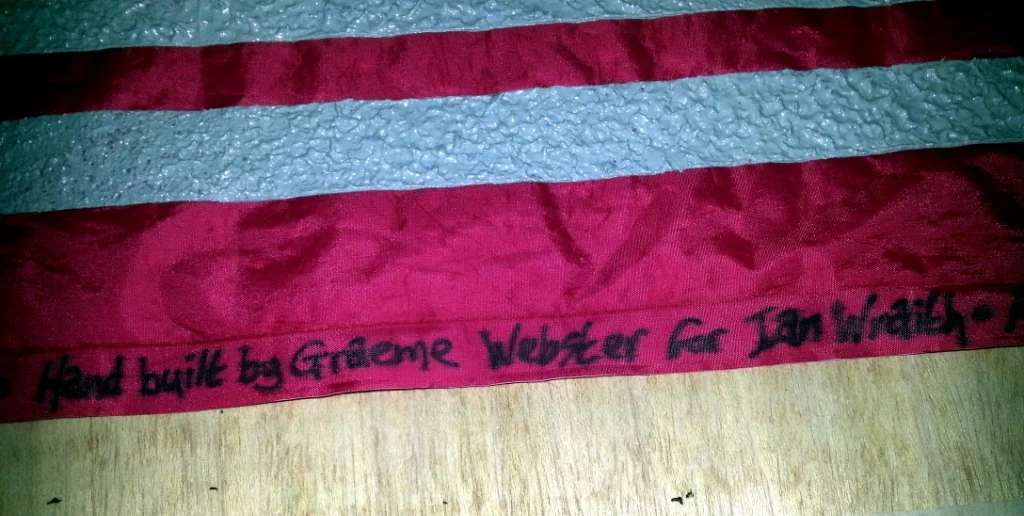 • Hand built by Graeme Webster for Ian Wraith •